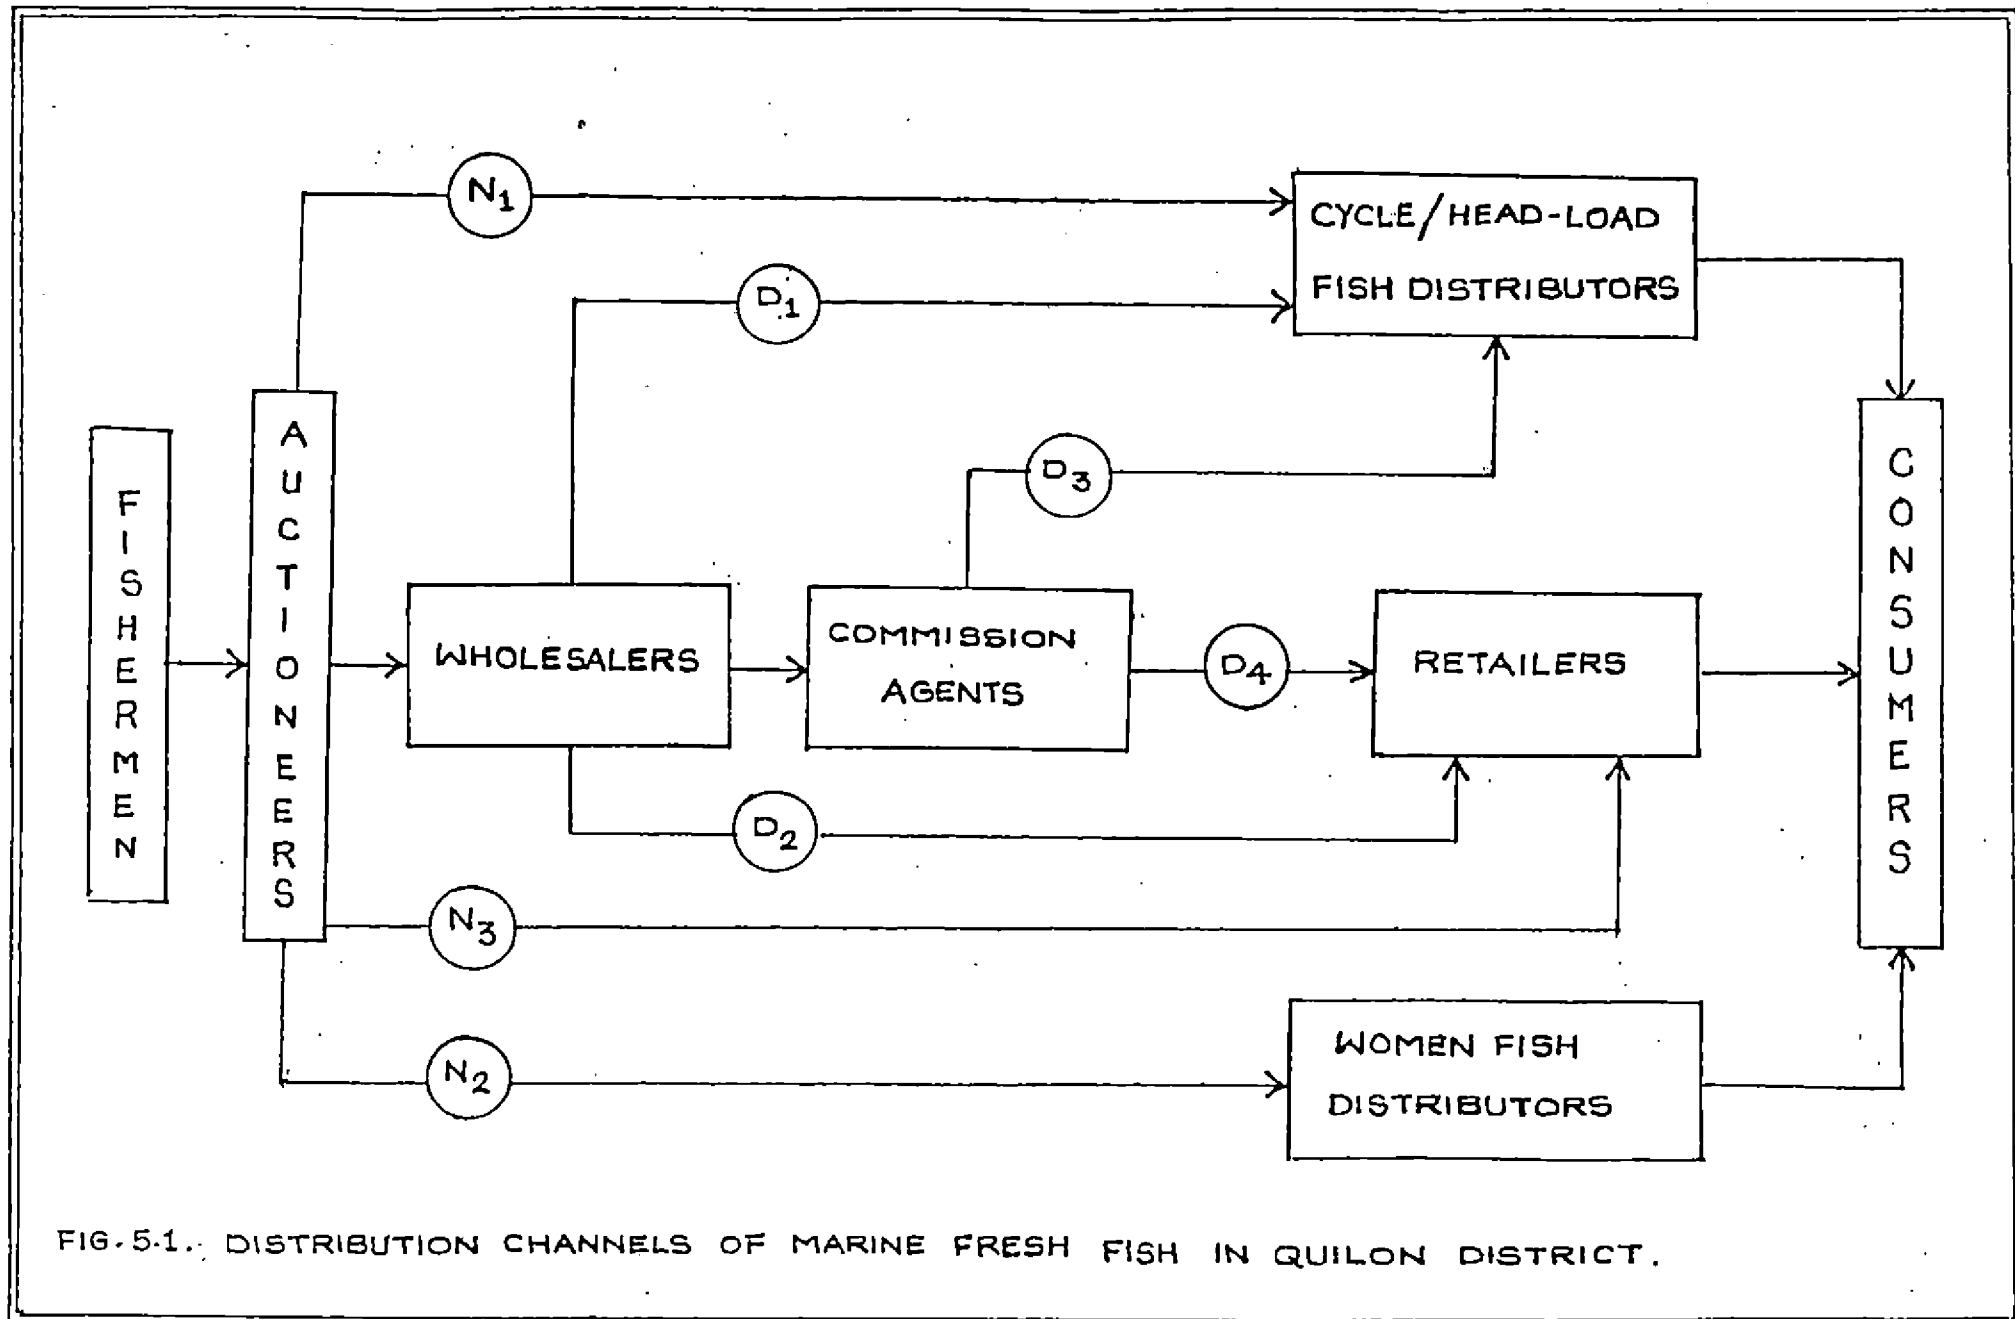 N1
CYCLE/HEAD-LOAD
FISH DISTRIBUTORS
D1
D3
FISHERMEN
AUCTIONEERS
WHOLESALERS
COMMISSION
AGENTS
D4
RETAILERS
CONSUMERS
D2
N3
N2
WOMEN FISH
DISTRIBUTORS
FIG.5.1. DISTRIBUTION CHANNELS OF MARINE FRESH FISH IN QUILON DISTRICT.